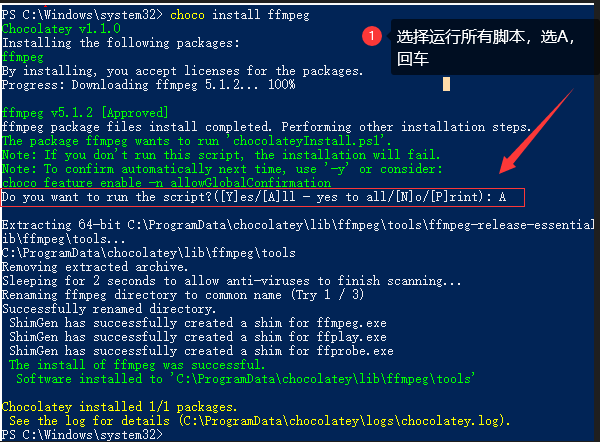 PS C:\Windows\system32> choco install ffmpeg
Chocolatey v1.1.0
Installing the following packages:
ffmpeg
By installing, you accept licenses for the packages.
Progress: Downloading ffmpeg 5.1.2... 100%
1 选择运行所有脚本，选A，
回车
ffmpeg v5.1.2 [Approved]
ffmpeg package files install completed. Performing other installation steps.
The package ffmpeg wants to run 'chocolateyInstall.ps1'.
Note: If you don't run this script, the installation will fail.
Note: To confirm automatically next time, use '-y' or consider:
choco feature enable -n allowGlobalConfirmation
Do you want to run the script?([Y]es/[A]ll - yes to all/[N]o/[P]rint): A
Extracting 64-bit C:\ProgramData\chocolatey\lib\ffmpeg\tools\ffmpeg-release-essential
ib\ffmpeg\tools...
C:\ProgramData\chocolatey\lib\ffmpeg\tools
Removing extracted archive.
Sleeping for 2 seconds to allow anti-viruses to finish scanning...
Renaming ffmpeg directory to common name (Try 1 / 3)
Successfully renamed directory.
ShimGen has successfully created a shim for ffmpeg.exe
ShimGen has successfully created a shim for ffplay.exe
ShimGen has successfully created a shim for ffprobe.exe
The install of ffmpeg was successful.
Software installed to 'C:\ProgramData\chocolatey\lib\ffmpeg\tools'
Chocolatey installed 1/1 packages.
See the log for details (C:\ProgramData\chocolatey\logs\chocolatey.log).
PS C:\Windows\system32>